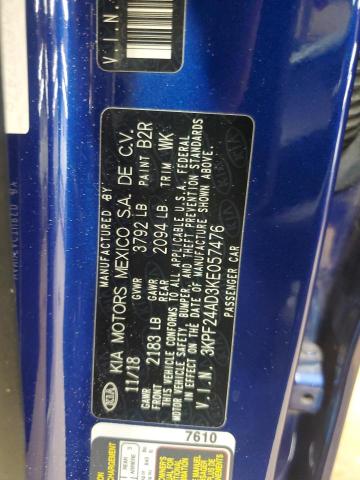 V.I.N.
MANUFACTURED BY
KIA MOTORS MEXICO S.A. DE C.V.
11/18 GVWR 3792 LB PAINT B2R
GAWR FRONT 2183 LB GAWR REAR 2094 LB TRIM WK
THIS VEHICLE CONFORMS TO ALL APPLICABLE U.S.A. FEDERAL
MOTOR VEHICLE SAFETY, BUMPER, AND THEFT PREVENTION STANDARDS
IN EFFECT ON THE DATE OF MANUFACTURE SHOWN ABOVE.
V.I.N. 3KPF24AD3KE057476
PASSENGER CAR
KIA
7610
REAR